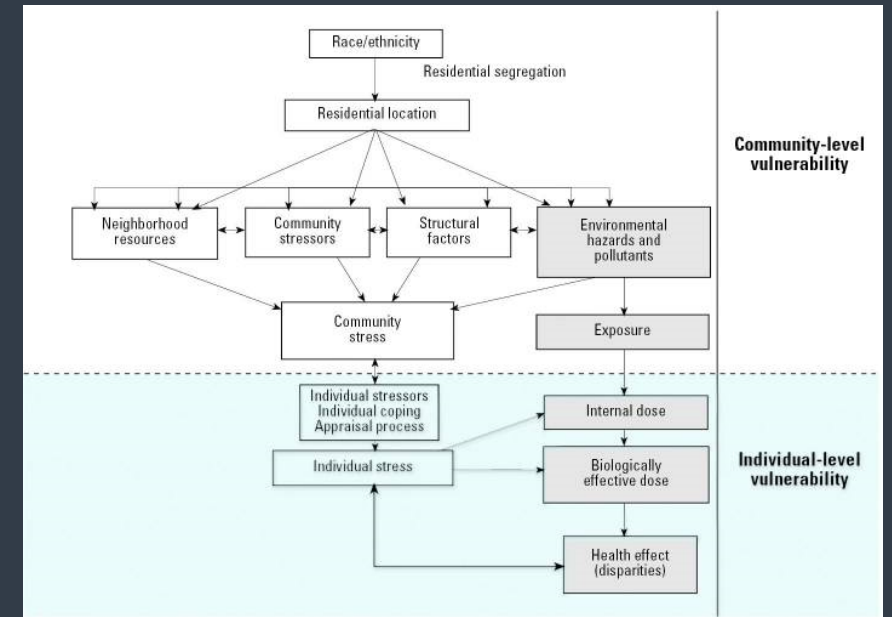 Race/ethnicity
Residential segregation
Residential location
Community-level
vulnerability
Neighborhood
resources
Community
stressors
Structural
factors
Environmental
hazards and
pollutants
Community
stress
Exposure
Individual stressors
Individual coping
Appraisal process
Internal dose
Individual stress
Biologically
effective dose
Individual-level
vulnerability
Health effect
(disparities)